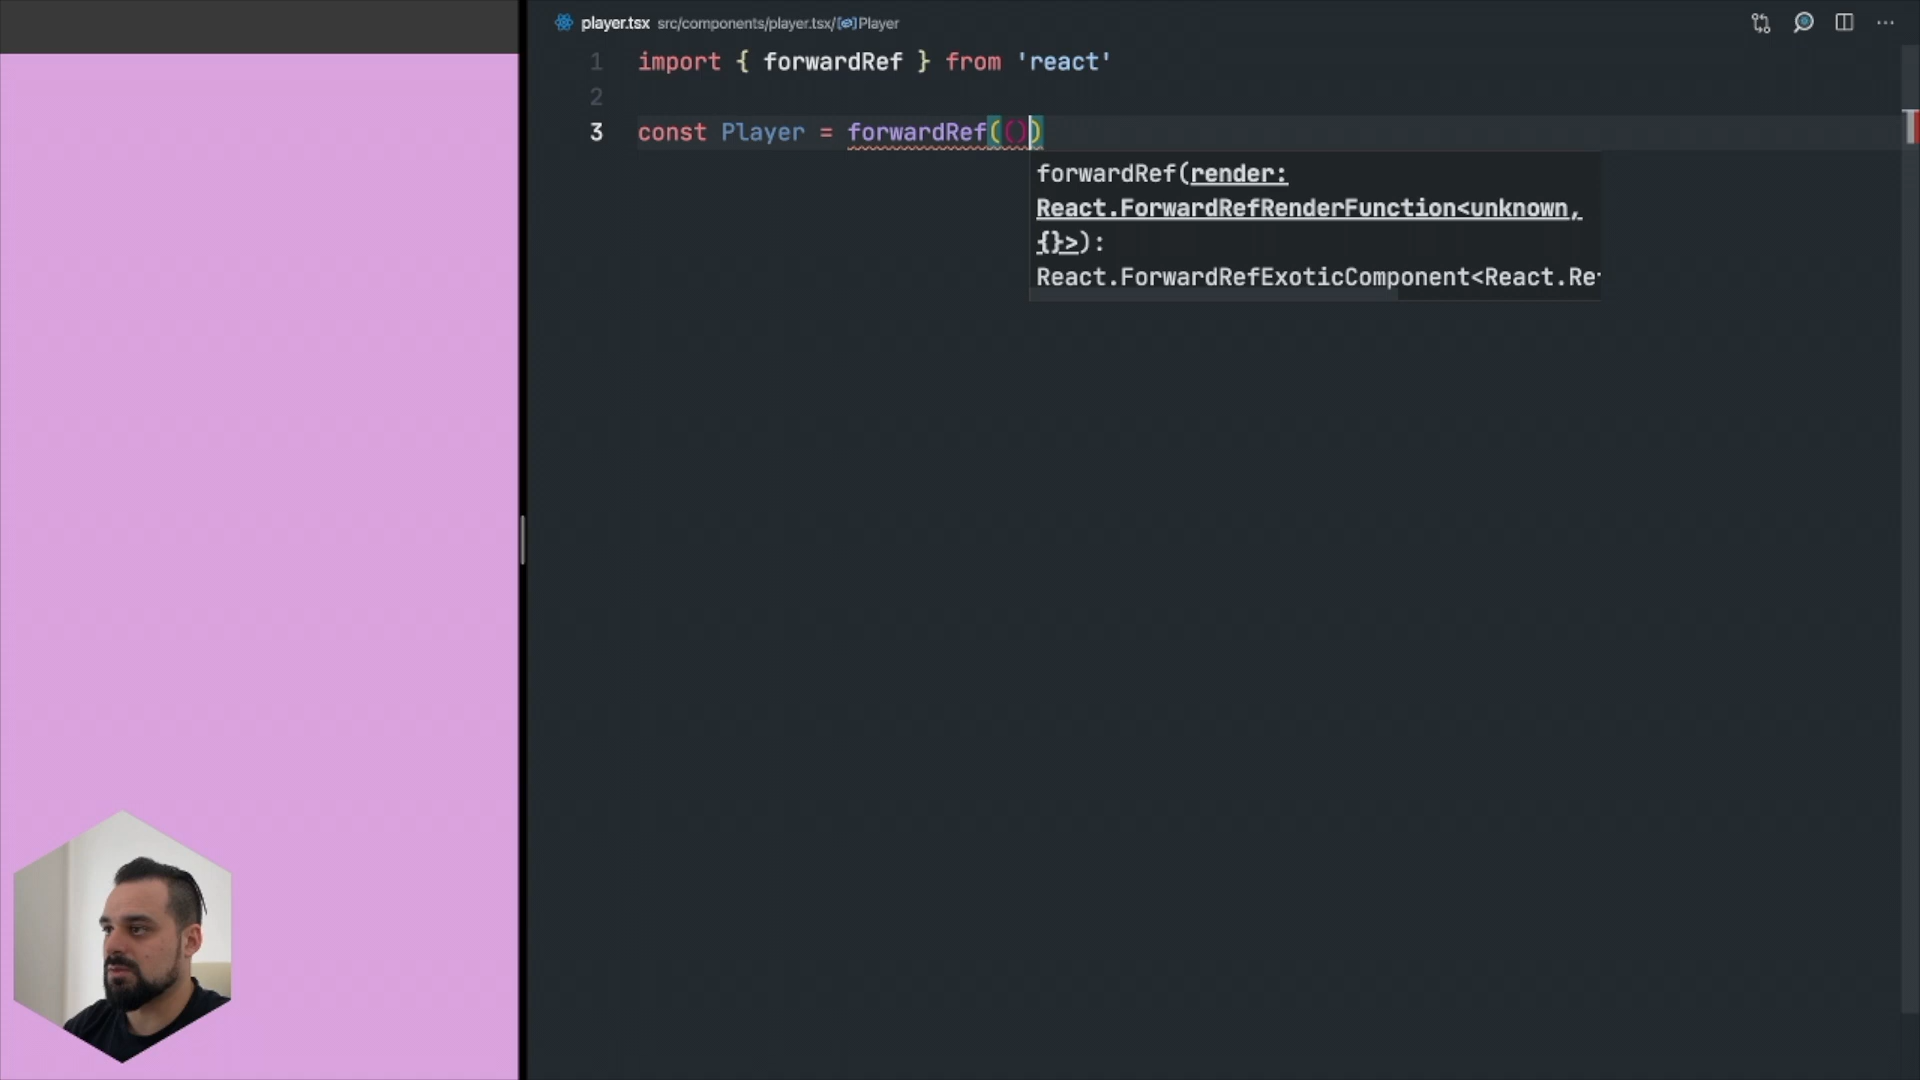 player.tsx src/components/player.tsx/[∅]Player
1 import { forwardRef } from 'react'
2
3 const Player = forwardRef(())
forwardRef(render:
React.ForwardRefRenderFunction<unknown,
{}>):
React.ForwardRefExoticComponent<React.Re